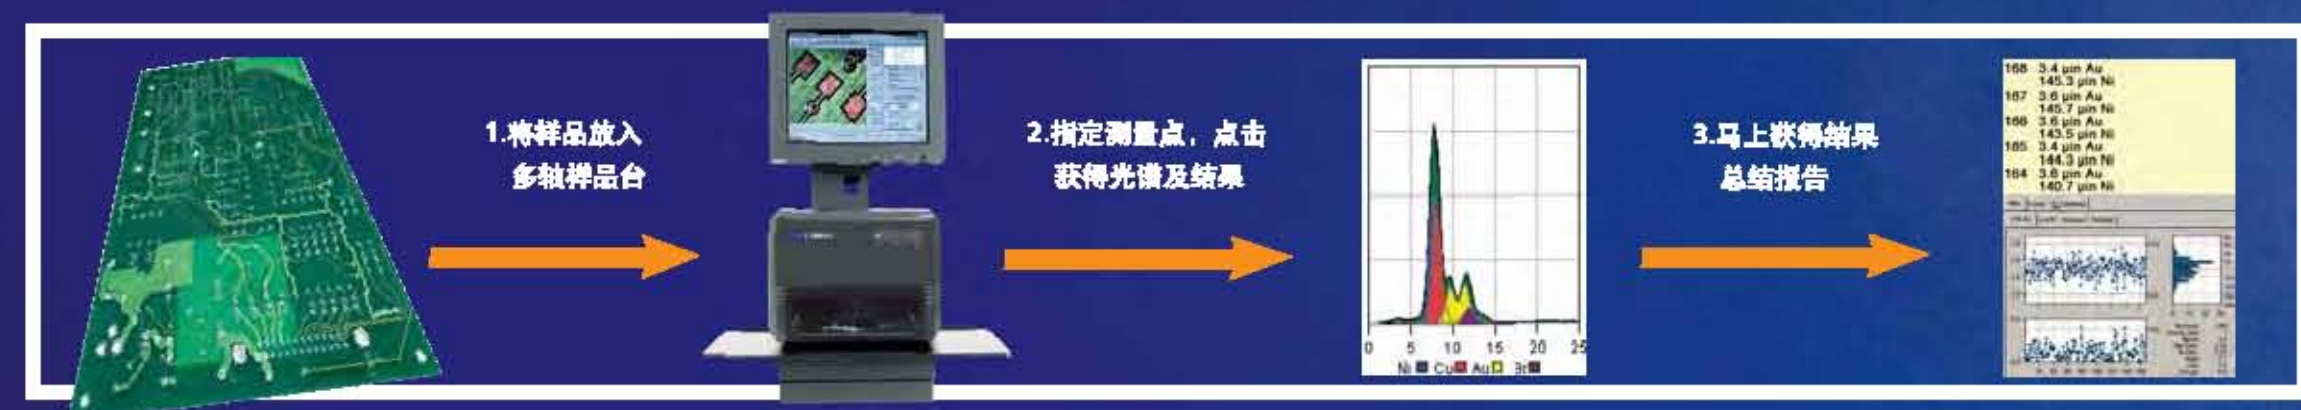 1.将样品放入
多轴样品台
2.指定测量点，点击
获得光谱及结果
0 5 10 15 20 25
Ni Cu Au Br
3.马上获得结果
总结报告
168 3.4 µin Au
145.3 µin Ni
167 3.6 µin Au
145.7 µin Ni
166 3.6 µin Au
143.5 µin Ni
165 3.4 µin Au
144.3 µin Ni
164 3.6 µin Au
140.7 µin Ni